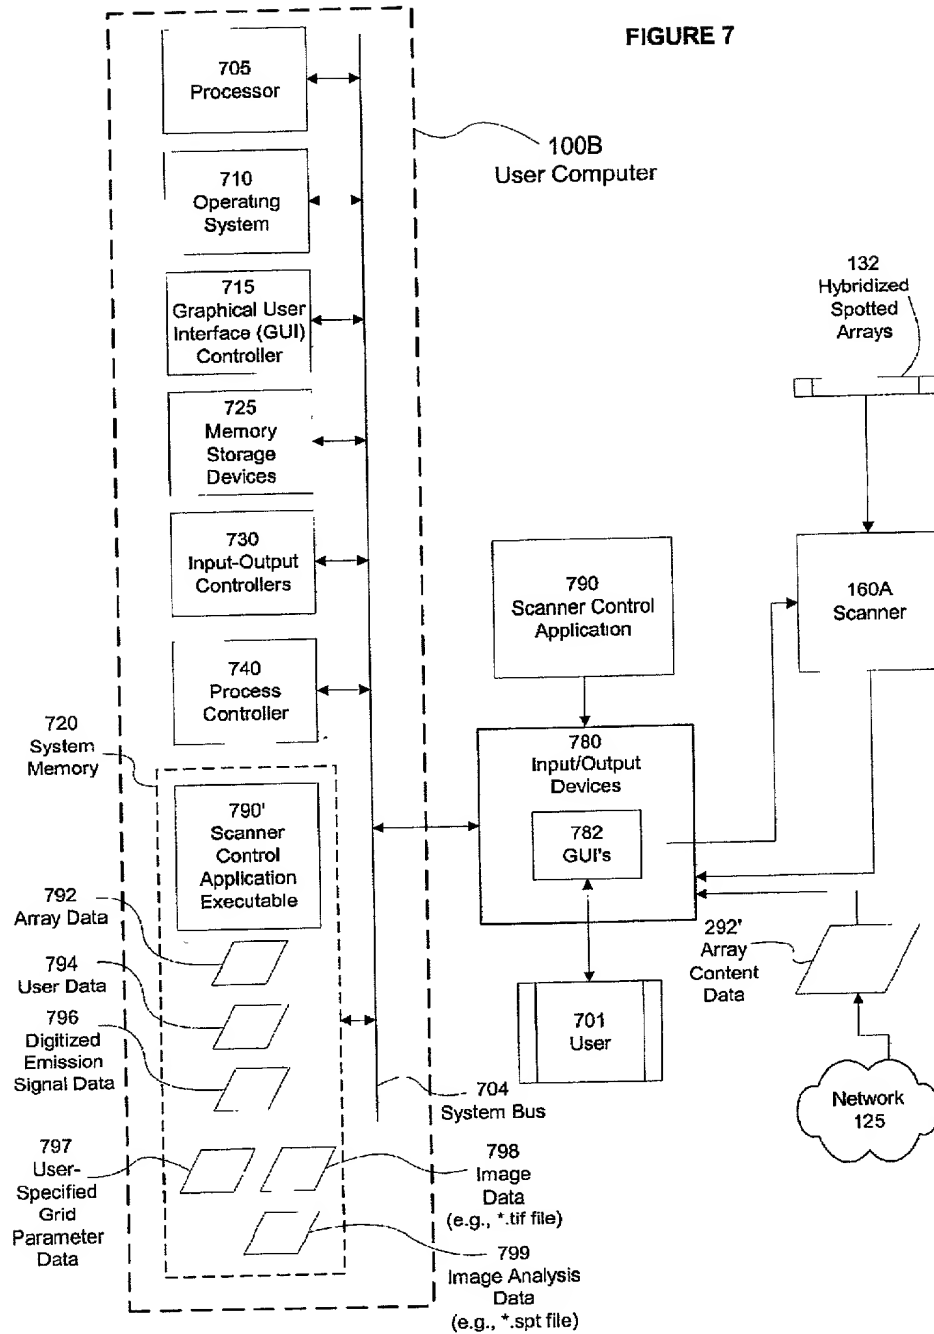 FIGURE 7
705
Processor
100B
User Computer
710
Operating
System
715
Graphical User
Interface (GUI)
Controller
132
Hybridized
Spotted
Arrays
725
Memory
Storage
Devices
730
Input-Output
Controllers
790
Scanner Control
Application
160A
Scanner
740
Process
Controller
720
System
Memory
780
Input/Output
Devices
782
GUI's
790'
Scanner
Control
Application
Executable
792
Array Data
794
User Data
796
Digitized
Emission
Signal Data
292'
Array
Content
Data
701
User
704
System Bus
Network
125
797
User-
Specified
Grid
Parameter
Data
798
Image
Data
(e.g., *.tif file)
799
Image Analysis
Data
(e.g., *.spt file)